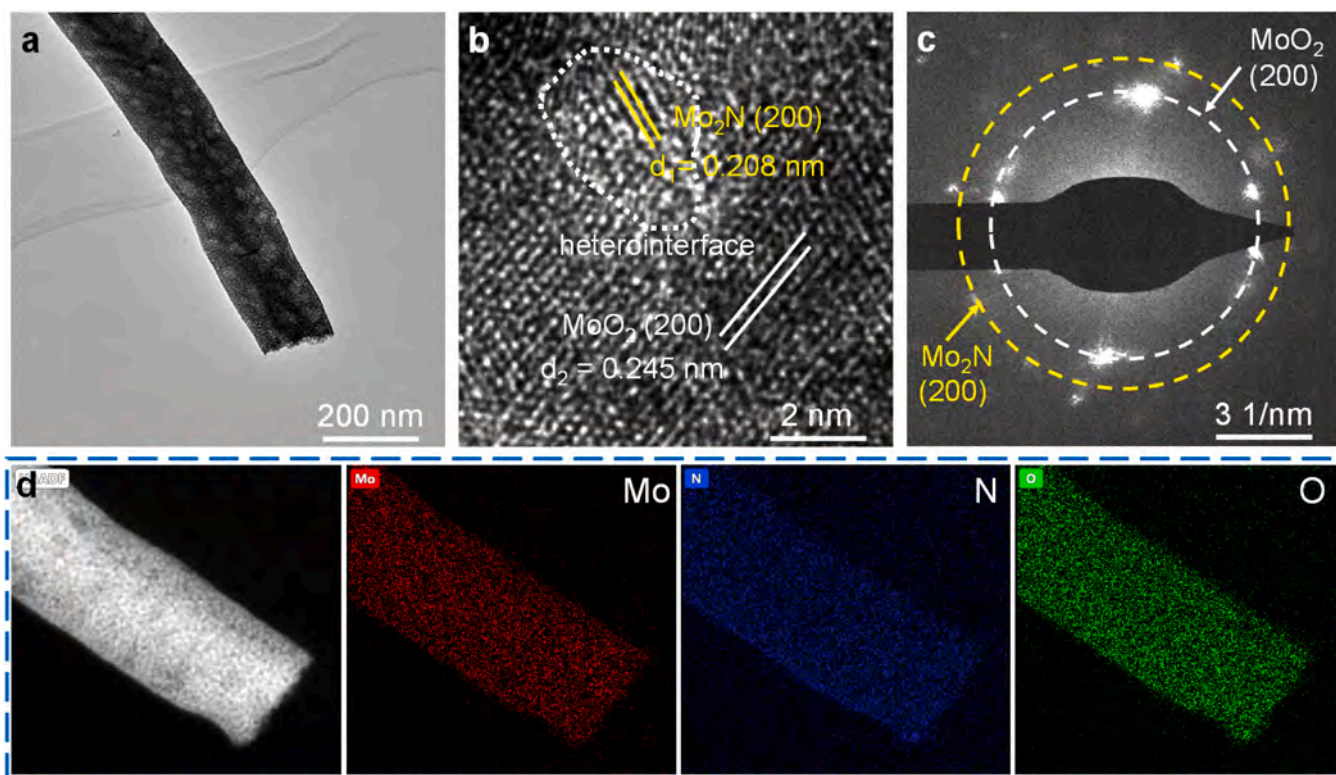 a
200 nm
b
Mo₂N (200)
d₁= 0.208 nm
heterointerface
MoO₂ (200)
d₂ = 0.245 nm
2 nm
c
MoO₂
(200)
Mo₂N
(200)
3 1/nm
d
Mo
Mo
N
N
O
O